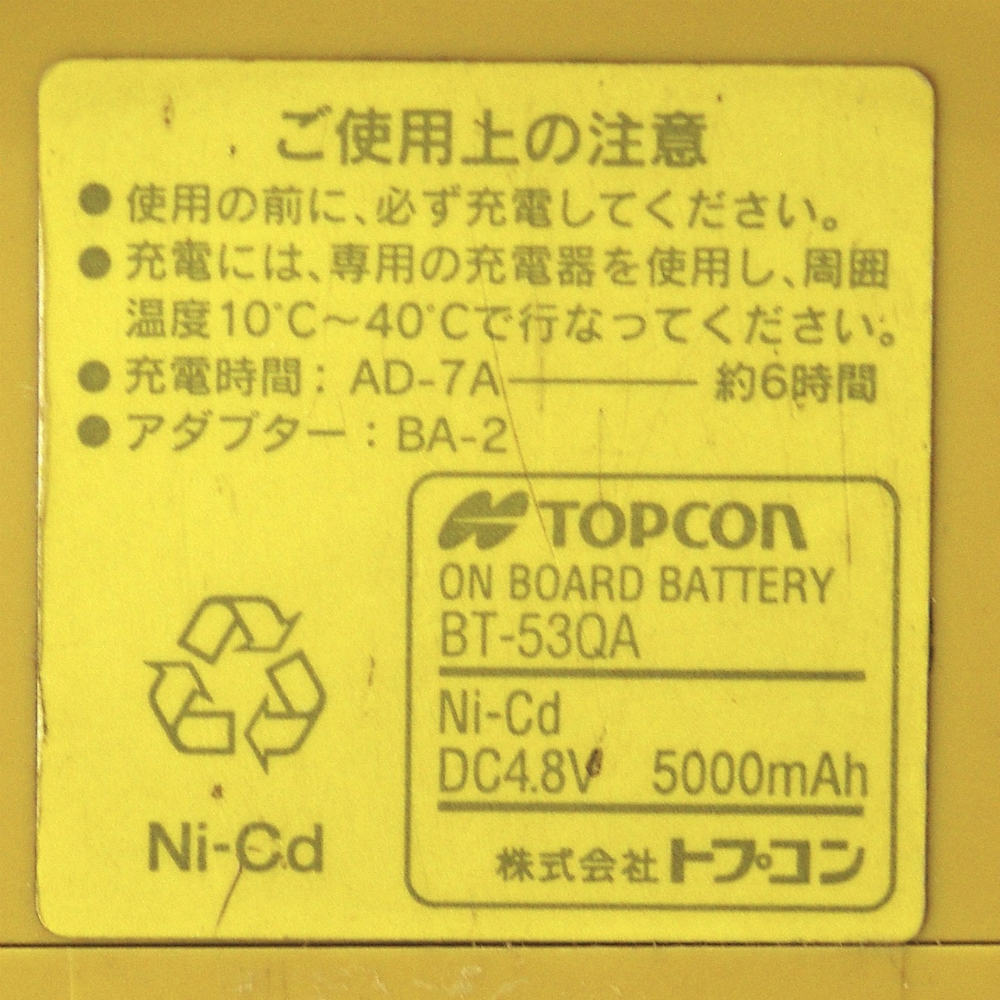 ご使用上の注意
●使用の前に、必ず充電してください。
●充電には、専用の充電器を使用し、周囲
温度10℃～40℃で行なってください。
●充電時間：AD-7A――― 約6時間
●アダプター：BA-2
TOPCON
ON BOARD BATTERY
BT-53QA
Ni-Cd
DC4.8V 5000mAh
株式会社トプコン
Ni-Cd